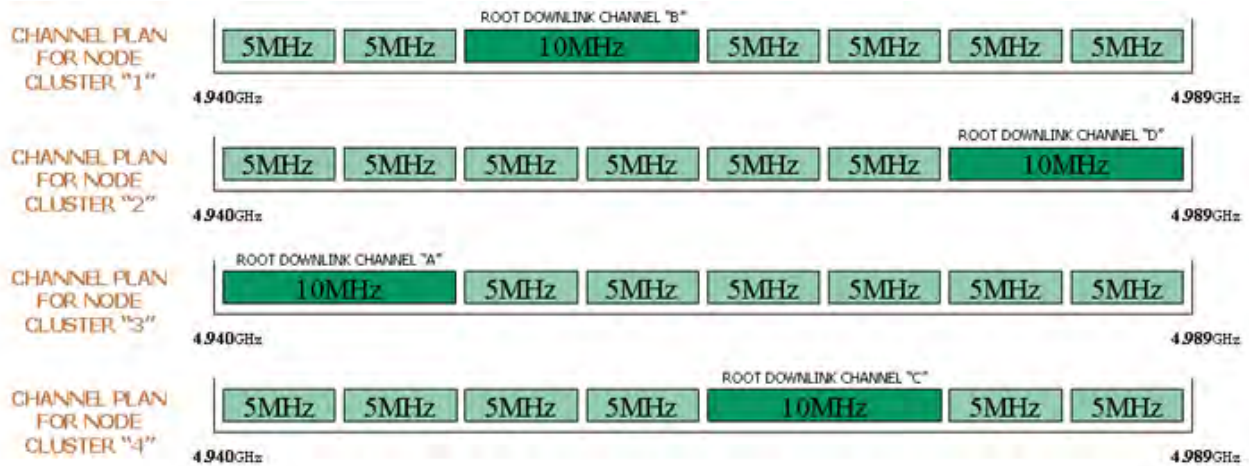 CHANNEL PLAN
FOR NODE
CLUSTER "1"
ROOT DOWNLINK CHANNEL "B"
5MHz 5MHz 10MHz 5MHz 5MHz 5MHz 5MHz
4.940GHz 4.989GHz
CHANNEL PLAN
FOR NODE
CLUSTER "2"
ROOT DOWNLINK CHANNEL "D"
5MHz 5MHz 5MHz 5MHz 5MHz 5MHz 10MHz
4.940GHz 4.989GHz
CHANNEL PLAN
FOR NODE
CLUSTER "3"
ROOT DOWNLINK CHANNEL "A"
10MHz 5MHz 5MHz 5MHz 5MHz 5MHz 5MHz
4.940GHz 4.989GHz
CHANNEL PLAN
FOR NODE
CLUSTER "4"
ROOT DOWNLINK CHANNEL "C"
5MHz 5MHz 5MHz 5MHz 10MHz 5MHz 5MHz
4.940GHz 4.989GHz